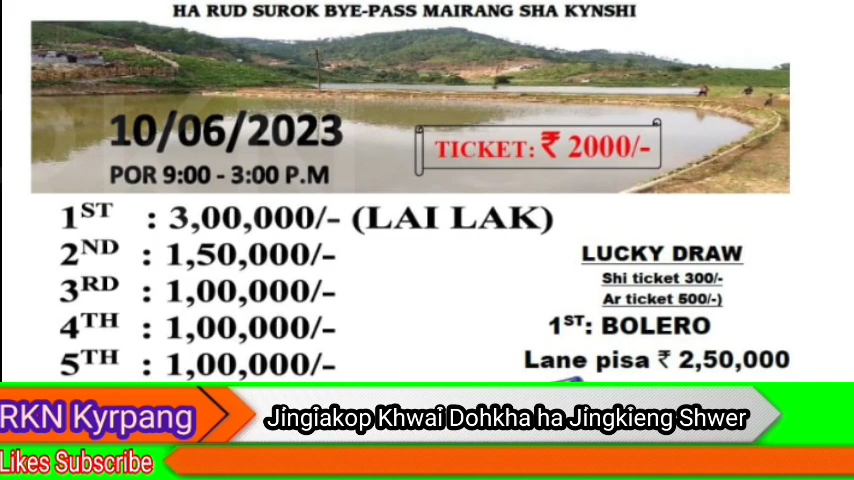 HA RUD SUROK BYE-PASS MAIRANG SHA KYNSHI
10/06/2023
POR 9:00 - 3:00 P.M
TICKET: ₹ 2000/-
1ST : 3,00,000/- (LAI LAK)
2ND : 1,50,000/-
3RD : 1,00,000/-
4TH : 1,00,000/-
5TH : 1,00,000/-
LUCKY DRAW
Shi ticket 300/-
Ar ticket 500/-)
1ST: BOLERO
Lane pisa ₹ 2,50,000
RKN Kyrpang
Jingïakop Khwai Dohkha ha Jingkïeng Shwer
Likes Subscribe